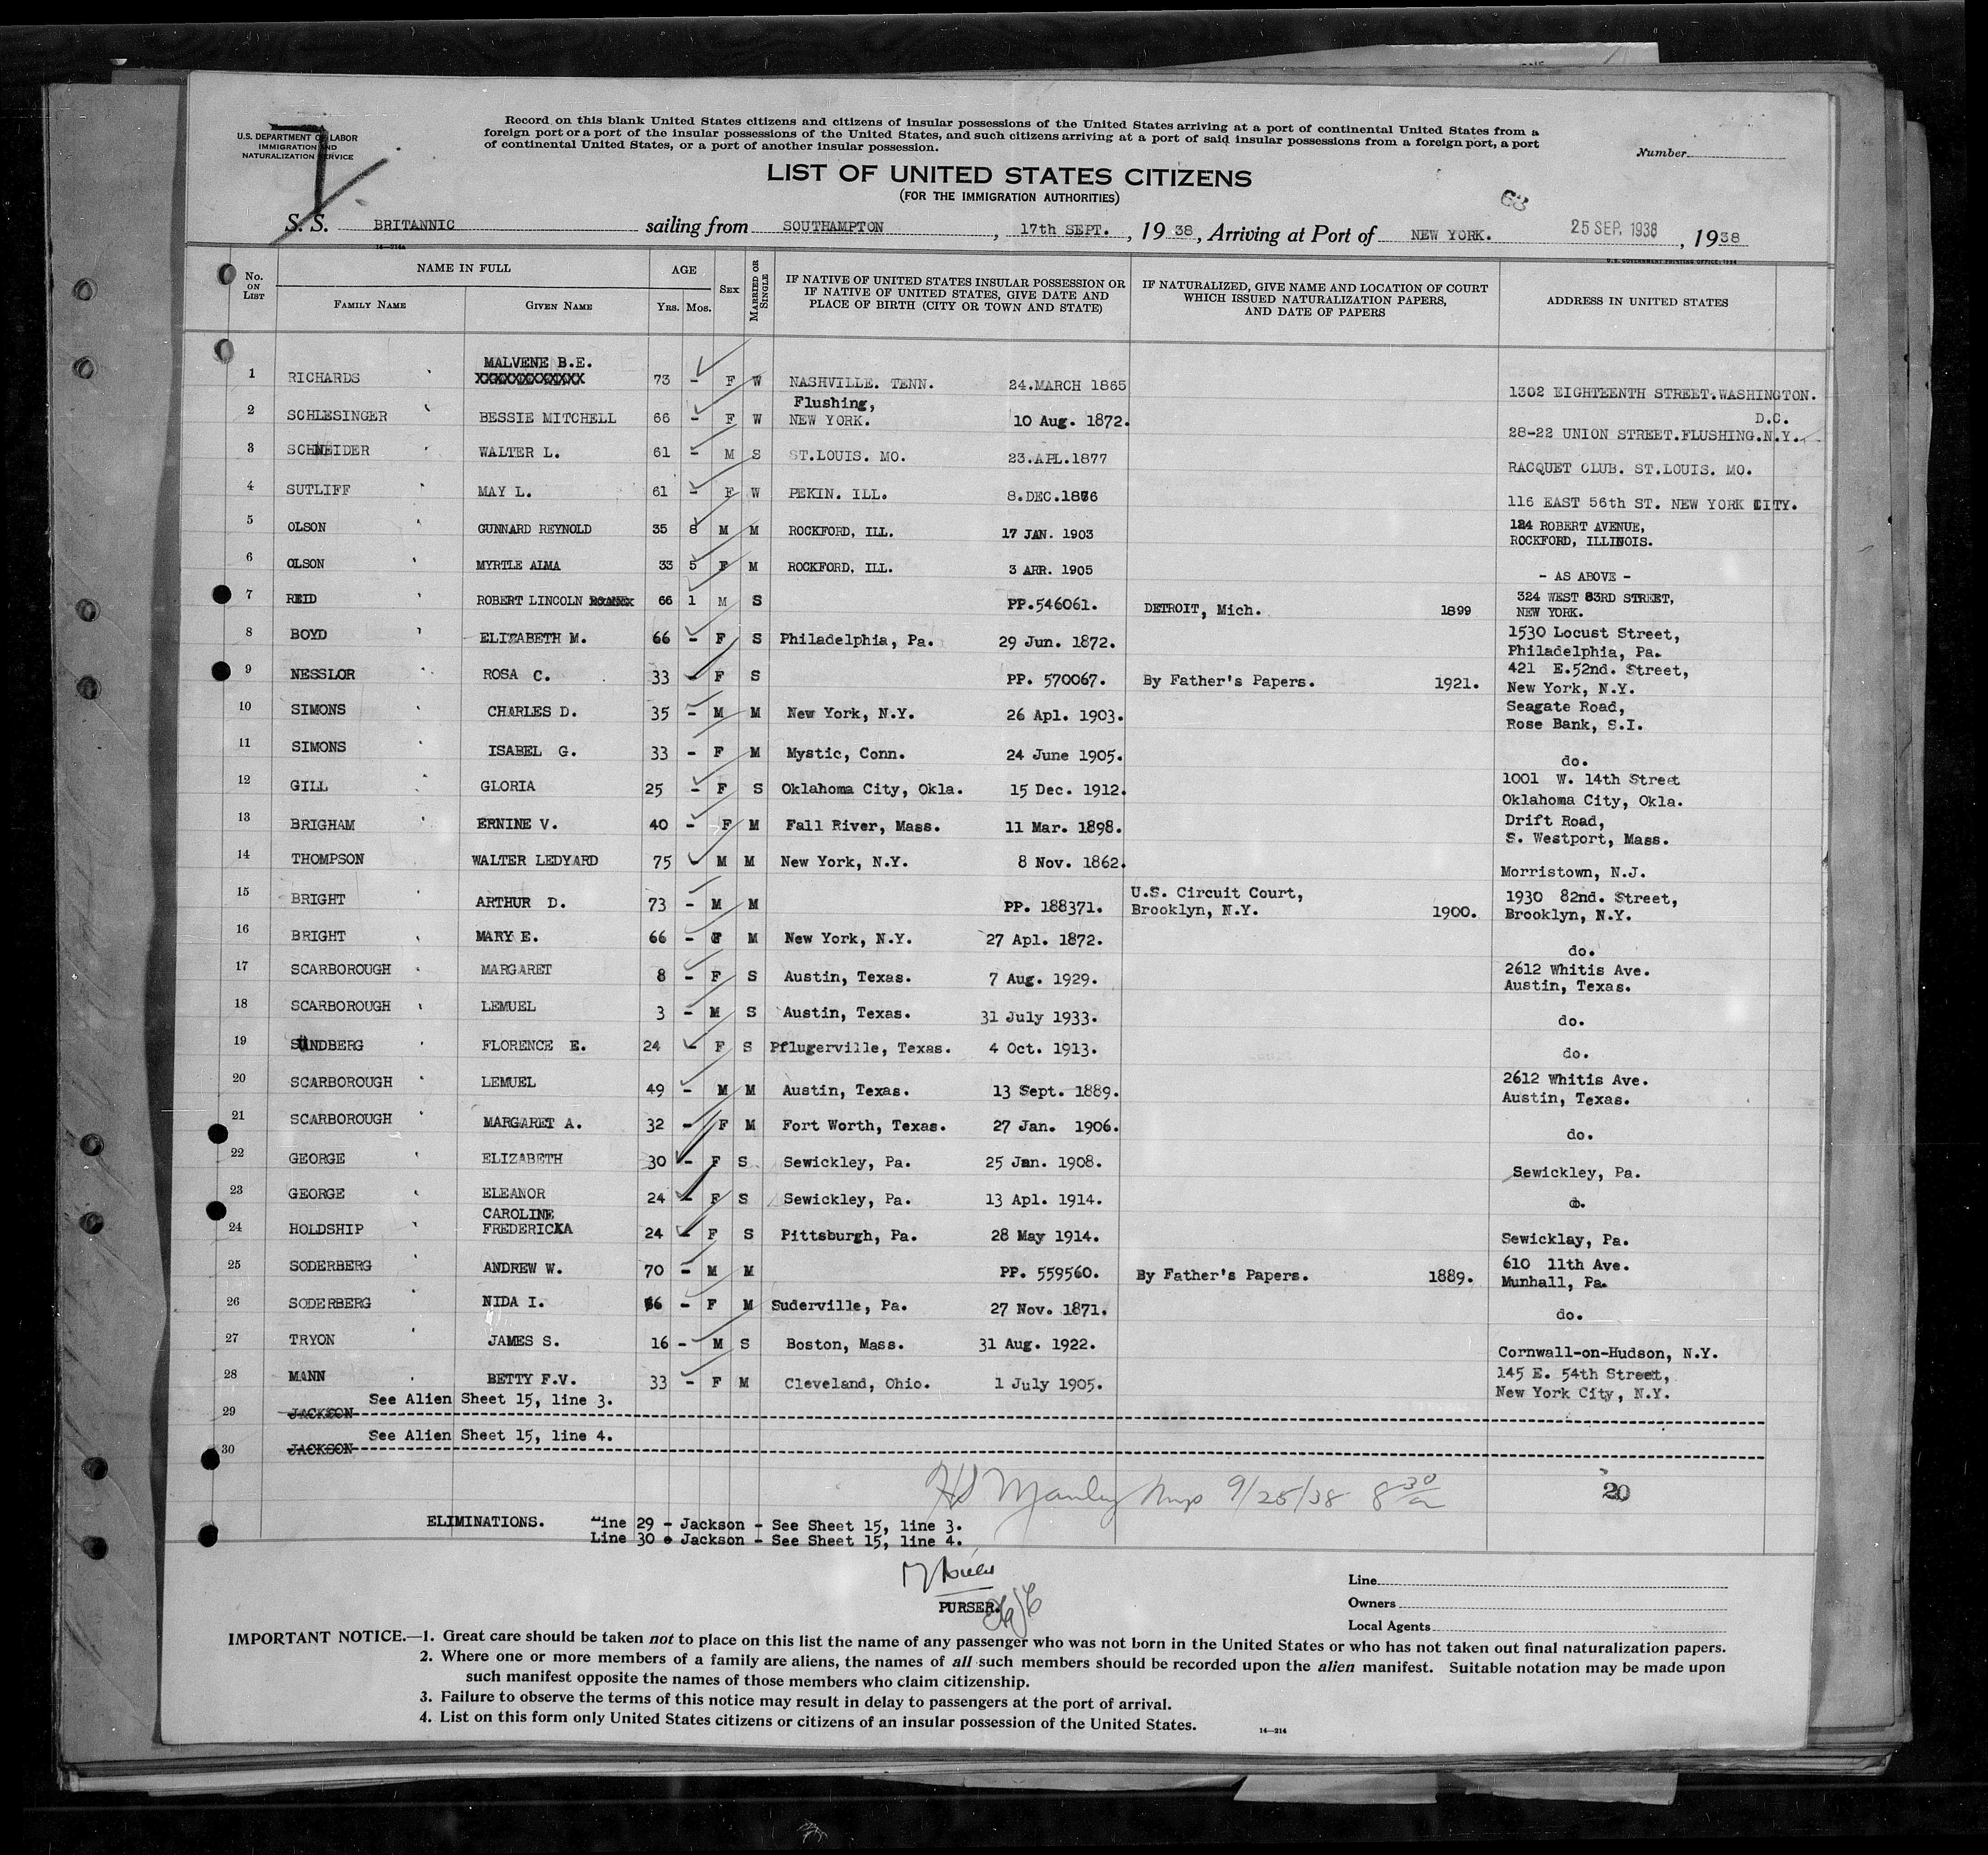 U.S. DEPARTMENT OF LABOR
IMMIGRATION AND
NATURALIZATION SERVICE
Record on this blank United States citizens and citizens of insular possessions of the United States arriving at a port of continental United States from a
foreign port or a port of the insular possessions of the United States, and such citizens arriving at a port of said insular possessions from a foreign port, a port
of continental United States, or a port of another insular possession.
Number
LIST OF UNITED STATES CITIZENS
(FOR THE IMMIGRATION AUTHORITIES)
63
S. S. BRITANNIC sailing from SOUTHAMPTON, 17th SEPT., 1938, Arriving at Port of NEW YORK. 25 SEP. 1938, 1938
14—214a
U.S. GOVERNMENT PRINTING OFFICE: 1934
No. ON LIST
NAME IN FULL
FAMILY NAME GIVEN NAME
AGE
Yrs. Mos.
SEX
MARRIED OR SINGLE
IF NATIVE OF UNITED STATES INSULAR POSSESSION OR
IF NATIVE OF UNITED STATES, GIVE DATE AND
PLACE OF BIRTH (CITY OR TOWN AND STATE)
IF NATURALIZED, GIVE NAME AND LOCATION OF COURT
WHICH ISSUED NATURALIZATION PAPERS,
AND DATE OF PAPERS
ADDRESS IN UNITED STATES
MALVENE B.E.
1 RICHARDS XXXXXXXXXXXXX 73 - F W NASHVILLE. TENN. 24.MARCH 1865 1302 EIGHTEENTH STREET.WASHINGTON.
D.C.
Flushing,
2 SCHLESINGER BESSIE MITCHELL 66 - F W NEW YORK. 10 Aug. 1872. 28-22 UNION STREET.FLUSHING.N.Y.
3 SCHNEIDER WALTER L. 61 - M S ST.LOUIS. MO. 23.APL.1877 RACQUET CLUB. ST.LOUIS. MO.
4 SUTLIFF MAY L. 61 - F W PEKIN. ILL. 8.DEC.1876 116 EAST 56th ST. NEW YORK CITY.
5 OLSON GUNNARD REYNOLD 35 8 M M ROCKFORD, ILL. 17 JAN. 1903 124 ROBERT AVENUE,
ROCKFORD, ILLINOIS.
6 OLSON MYRTLE ALMA 33 5 F M ROCKFORD, ILL. 3 APR. 1905 - AS ABOVE -
7 REID ROBERT LINCOLN 66 1 M S PP.546061. DETROIT, Mich. 1899 324 WEST 83RD STREET,
NEW YORK.
8 BOYD ELIZABETH M. 66 - F S Philadelphia, Pa. 29 Jun. 1872. 1530 Locust Street,
Philadelphia, Pa.
9 NESSLOR ROSA C. 33 - F S PP. 570067. By Father's Papers. 1921. 421 E.52nd. Street,
New York, N.Y.
10 SIMONS CHARLES D. 35 - M M New York, N.Y. 26 Apl. 1903. Seagate Road,
Rose Bank, S.I.
11 SIMONS ISABEL G. 33 - F M Mystic, Conn. 24 June 1905. do.
12 GILL GLORIA 25 - F S Oklahoma City, Okla. 15 Dec. 1912. 1001 W. 14th Street
Oklahoma City, Okla.
13 BRIGHAM ERNINE V. 40 - F M Fall River, Mass. 11 Mar. 1898. Drift Road,
S. Westport, Mass.
14 THOMPSON WALTER LEDYARD 75 M M New York, N.Y. 8 Nov. 1862. Morristown, N.J.
15 BRIGHT ARTHUR D. 73 - M M PP. 188371. U.S. Circuit Court,
Brooklyn, N.Y. 1900. 1930 82nd. Street,
Brooklyn, N.Y.
16 BRIGHT MARY E. 66 - F M New York, N.Y. 27 Apl. 1872. do.
17 SCARBOROUGH MARGARET 8 - F S Austin, Texas. 7 Aug. 1929. 2612 Whitis Ave.
Austin, Texas.
18 SCARBOROUGH LEMUEL 3 - M S Austin, Texas. 31 July 1933. do.
19 SUNDBERG FLORENCE E. 24 - F S Pflugerville, Texas. 4 Oct. 1913. do.
20 SCARBOROUGH LEMUEL 49 - M M Austin, Texas. 13 Sept. 1889. 2612 Whitis Ave.
Austin, Texas.
21 SCARBOROUGH MARGARET A. 32 - F M Fort Worth, Texas. 27 Jan. 1906. do.
22 GEORGE ELIZABETH 30 - F S Sewickley, Pa. 25 Jan. 1908. Sewickley, Pa.
23 GEORGE ELEANOR 24 - F S Sewickley, Pa. 13 Apl. 1914. do.
CAROLINE
24 HOLDSHIP FREDERICKA 24 - F S Pittsburgh, Pa. 28 May 1914. Sewicklay, Pa.
25 SODERBERG ANDREW W. 70 - M M PP. 559560. By Father's Papers. 1889. 610 11th Ave.
Munhall, Pa.
26 SODERBERG NIDA I. 66 - F M Suderville, Pa. 27 Nov. 1871. do.
27 TRYON JAMES S. 16 - M S Boston, Mass. 31 Aug. 1922. Cornwall-on-Hudson, N.Y.
28 MANN BETTY F.V. 33 - F M Cleveland, Ohio. 1 July 1905. 145 E. 54th Street,
New York City, N.Y.
See Alien Sheet 15, line 3.
29 JACKSON
See Alien Sheet 15, line 4.
30 JACKSON
9/25/38 8 30/a
20
ELIMINATIONS. Line 29 - Jackson - See Sheet 15, line 3.
Line 30 - Jackson - See Sheet 15, line 4.
PURSER.
Line
Owners
Local Agents
IMPORTANT NOTICE.—1. Great care should be taken not to place on this list the name of any passenger who was not born in the United States or who has not taken out final naturalization papers.
2. Where one or more members of a family are aliens, the names of all such members should be recorded upon the alien manifest. Suitable notation may be made upon
such manifest opposite the names of those members who claim citizenship.
3. Failure to observe the terms of this notice may result in delay to passengers at the port of arrival.
4. List on this form only United States citizens or citizens of an insular possession of the United States.
14—214